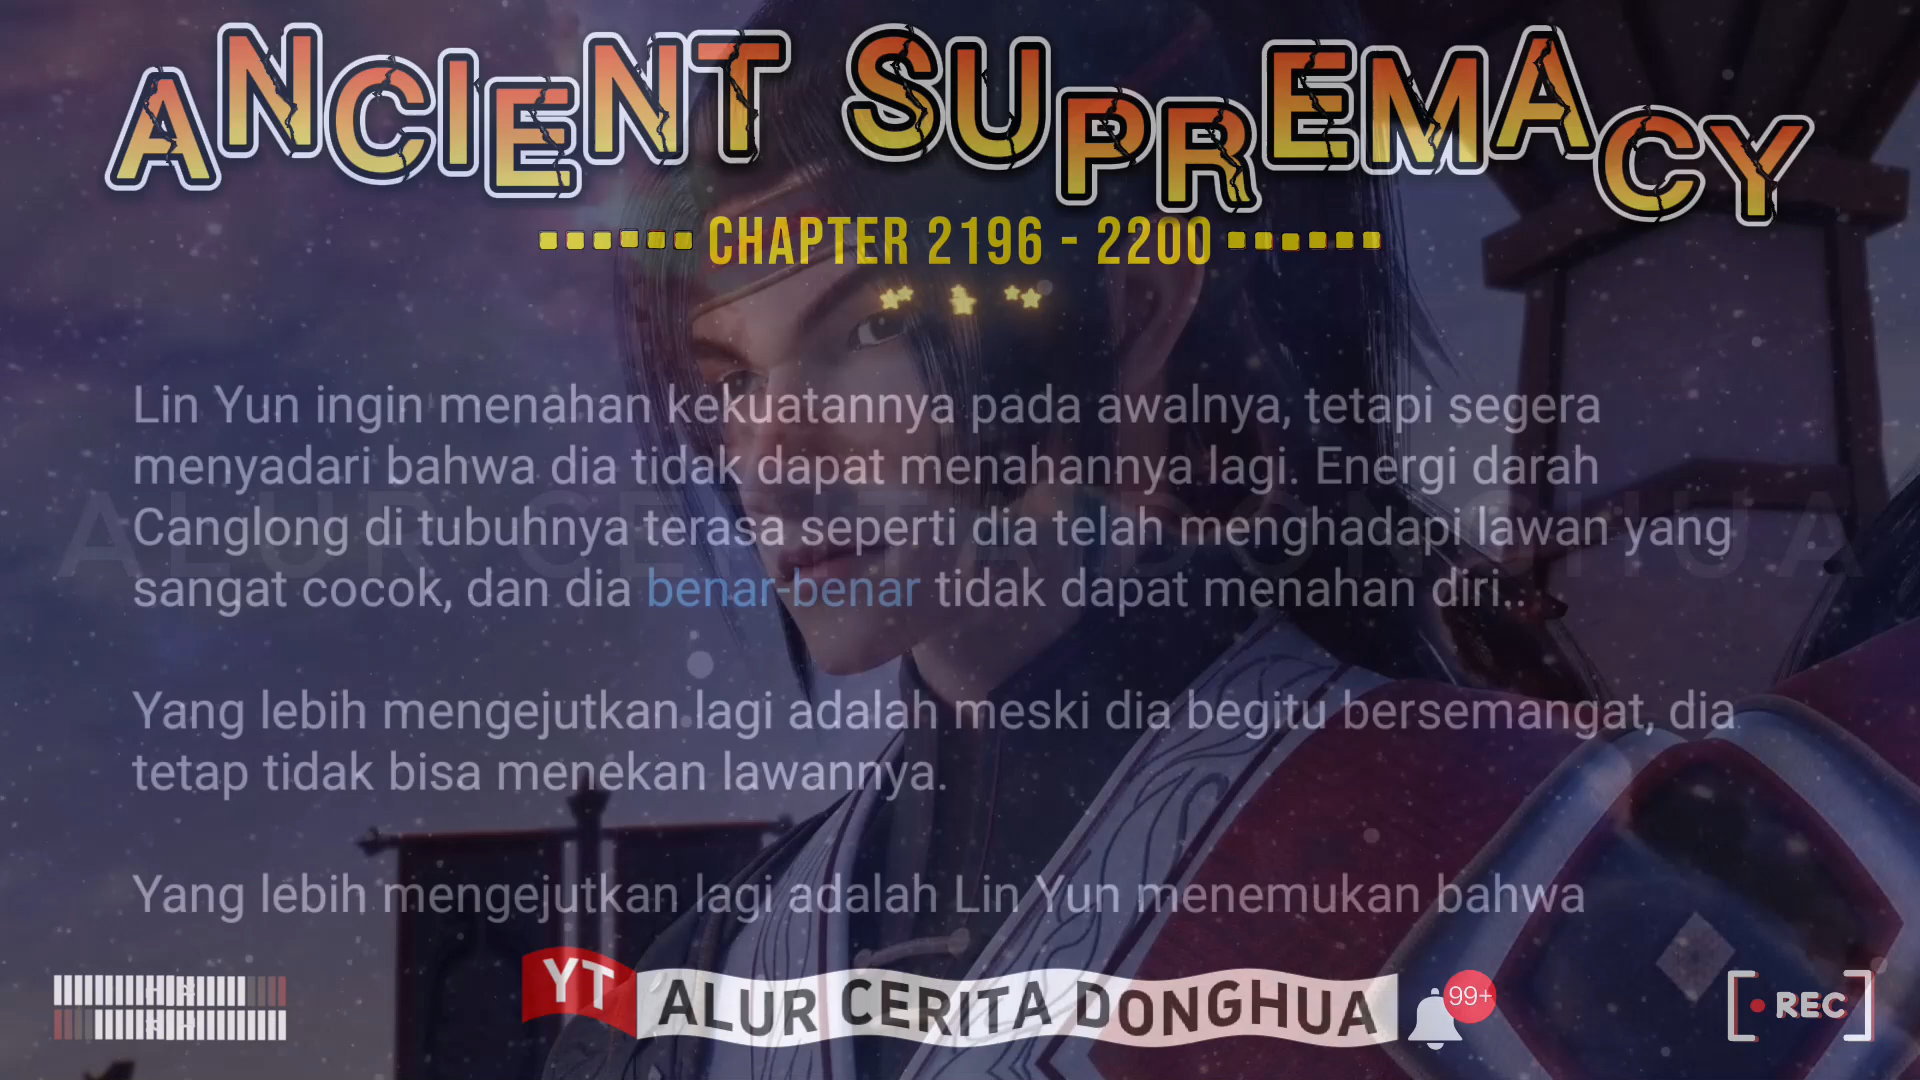 ANCIENT SUPREMACY
CHAPTER 2196 - 2200
Lin Yun ingin menahan kekuatannya pada awalnya, tetapi segera
menyadari bahwa dia tidak dapat menahannya lagi. Energi darah
Canglong di tubuhnya terasa seperti dia telah menghadapi lawan yang
sangat cocok, dan dia benar-benar tidak dapat menahan diri..
ALUR CERITA DONGHUA
Yang lebih mengejutkan lagi adalah meski dia begitu bersemangat, dia
tetap tidak bisa menekan lawannya.
Yang lebih mengejutkan lagi adalah Lin Yun menemukan bahwa
YT ALUR CERITA DONGHUA 99+
REC